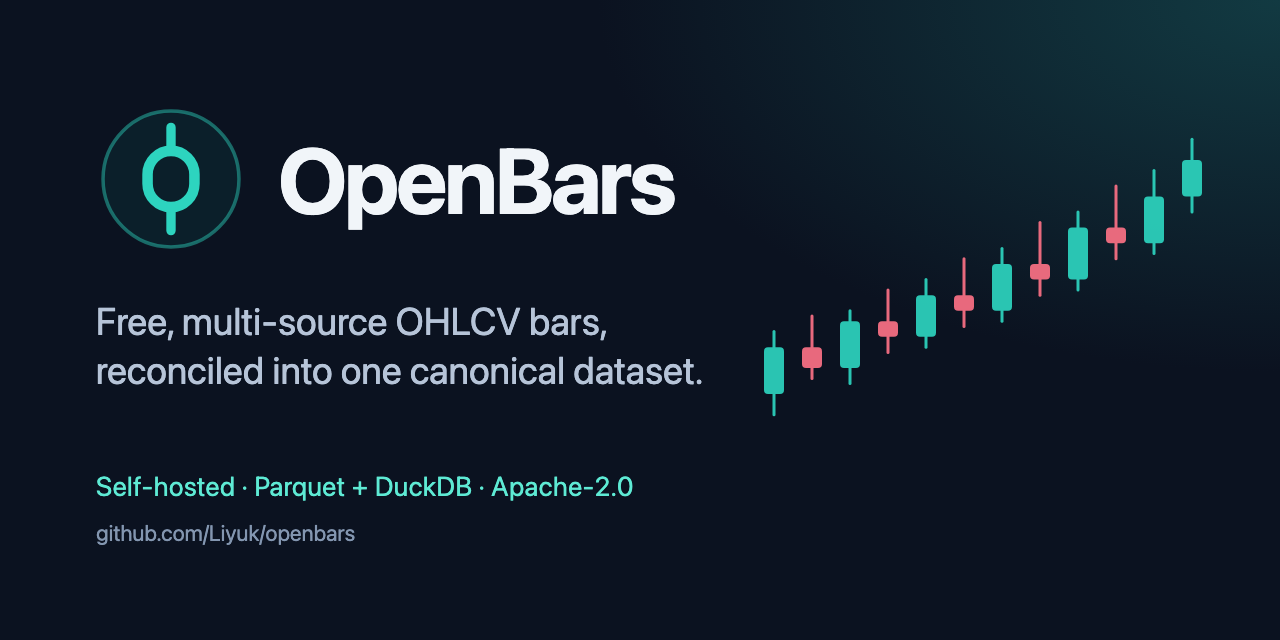 OpenBars
Free, multi-source OHLCV bars,
reconciled into one canonical dataset.
Self-hosted · Parquet + DuckDB · Apache-2.0
github.com/Liyuk/openbars